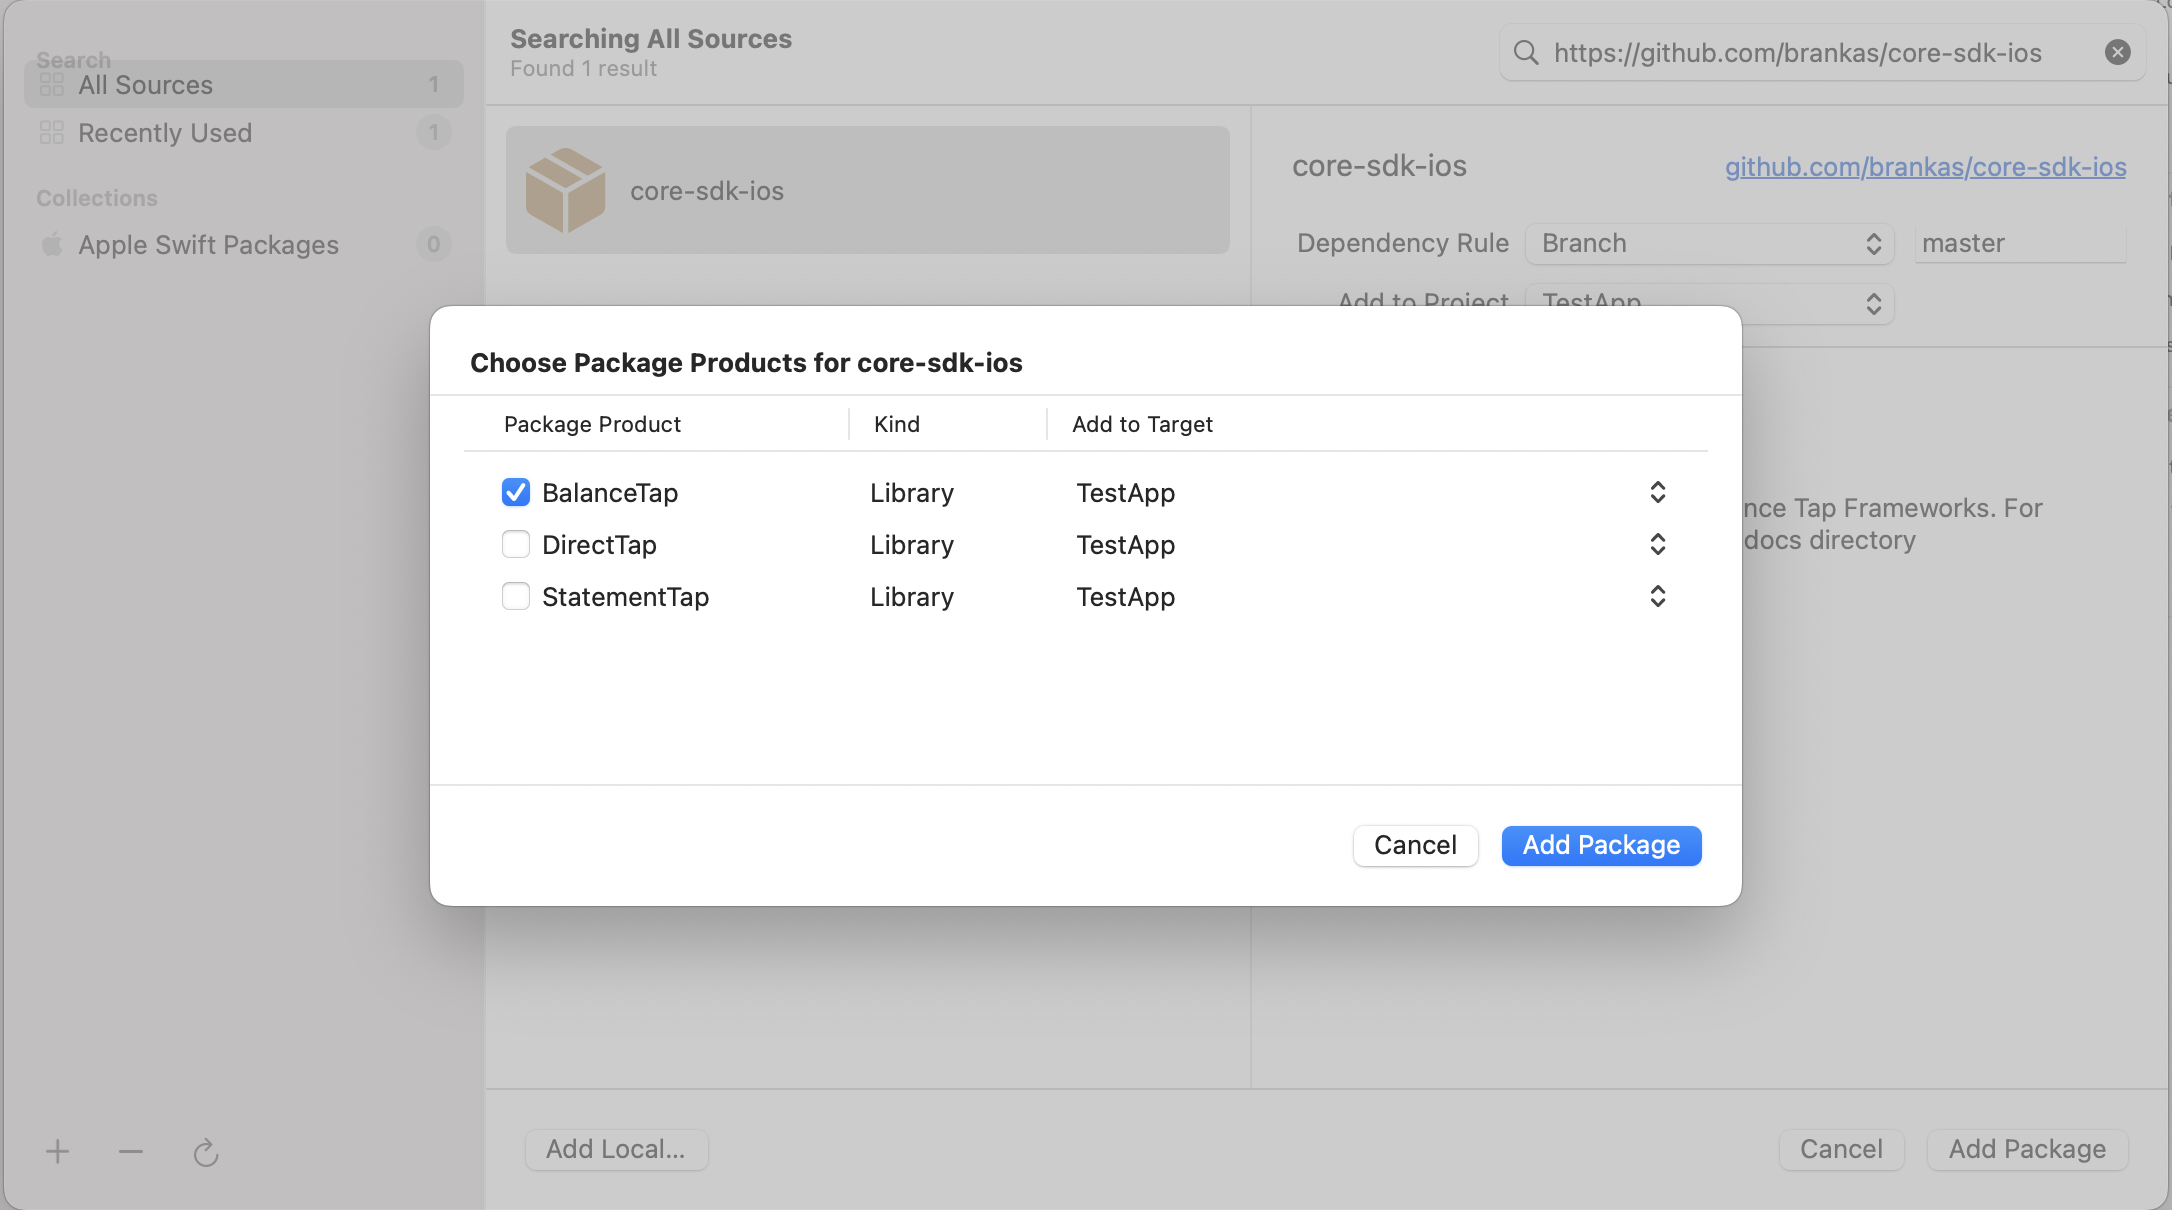 Search
All Sources 1
Recently Used 1
Collections
Apple Swift Packages 0
Searching All Sources
Found 1 result
https://github.com/brankas/core-sdk-ios
core-sdk-ios
core-sdk-ios
github.com/brankas/core-sdk-ios
Dependency Rule Branch master
Add to Project TestApp
nce Tap Frameworks. For
docs directory
Choose Package Products for core-sdk-ios
Package Product Kind Add to Target
BalanceTap Library TestApp
DirectTap Library TestApp
StatementTap Library TestApp
Cancel Add Package
Add Local... Cancel Add Package